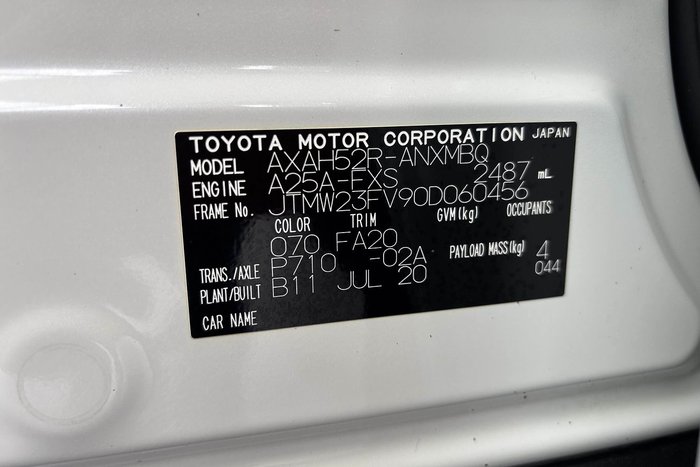 TOYOTA MOTOR CORPORATION JAPAN
MODEL AXAH52R-ANXMBQ
ENGINE A25A-FXS 2487 mL
FRAME No. JTMW23FV90D060456
COLOR TRIM GVM(kg) OCCUPANTS
070 FA20
TRANS./AXLE P710 -02A PAYLOAD MASS(kg) 4
PLANT/BUILT B11 JUL 20 044
CAR NAME